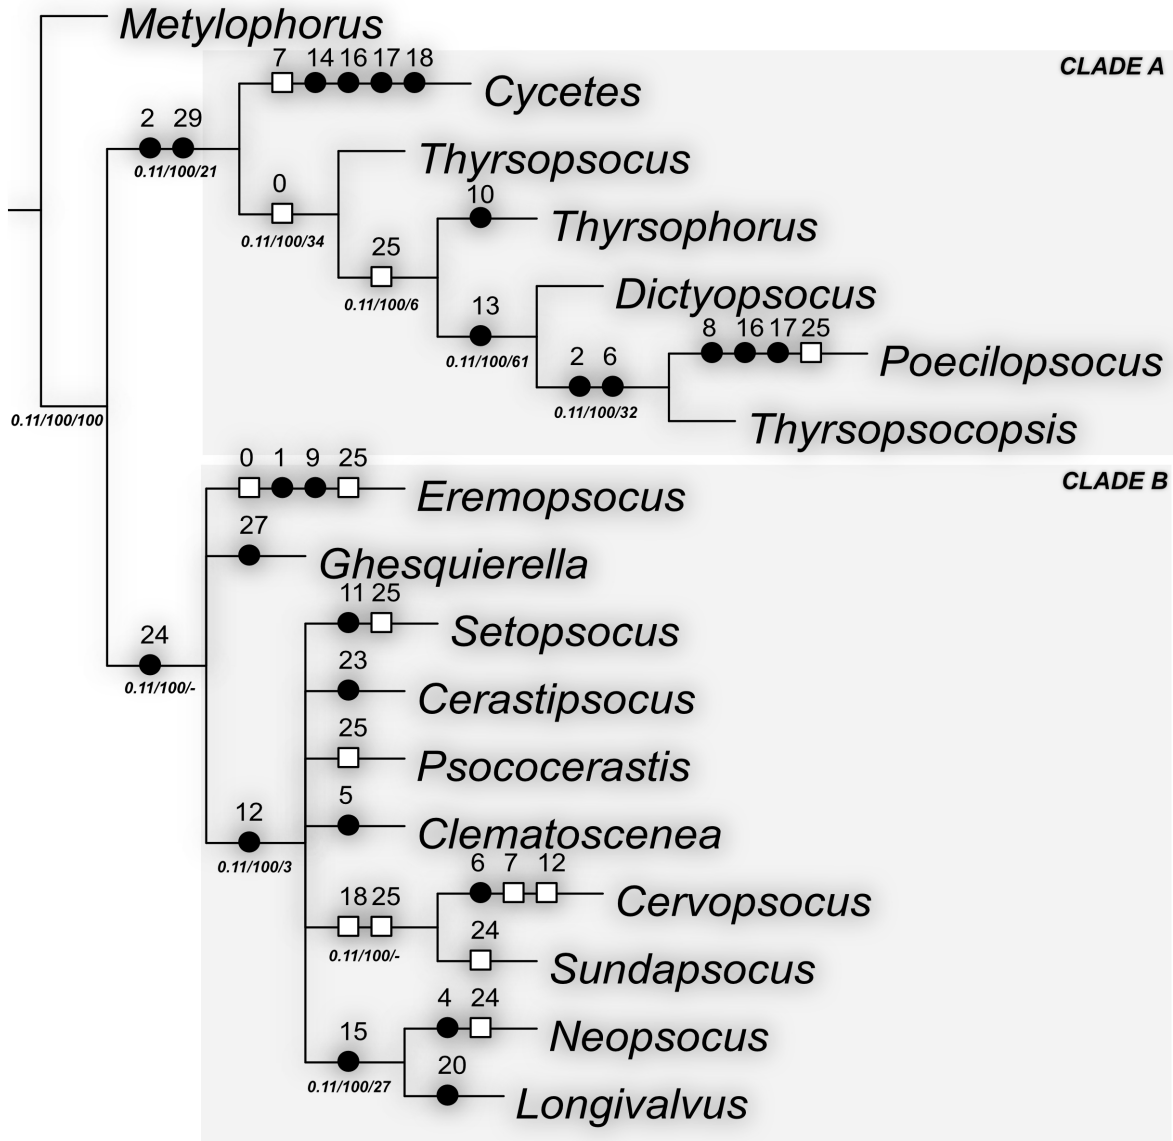 Metylophorus
CLADE A
7 14 16 17 18
Cycetes
2 29
0.11/100/21
Thyrsopsocus
0
0.11/100/34
10
Thyrsophorus
25
0.11/100/6
Dictyopsocus
13
0.11/100/61
8 16 17 25
Poecilopsocus
2 6
0.11/100/32
0.11/100/100
Thyrsopsocopsis
CLADE B
0 1 9 25
Eremopsocus
27
Ghesquierella
11 25
Setopsocus
24
0.11/100/-
23
Cerastipsocus
25
Psococerastis
5
Clematoscenea
12
0.11/100/3
6 7 12
Cervopsocus
18 25
0.11/100/-
24
Sundapsocus
4 24
Neopsocus
15
0.11/100/27
20
Longivalvus